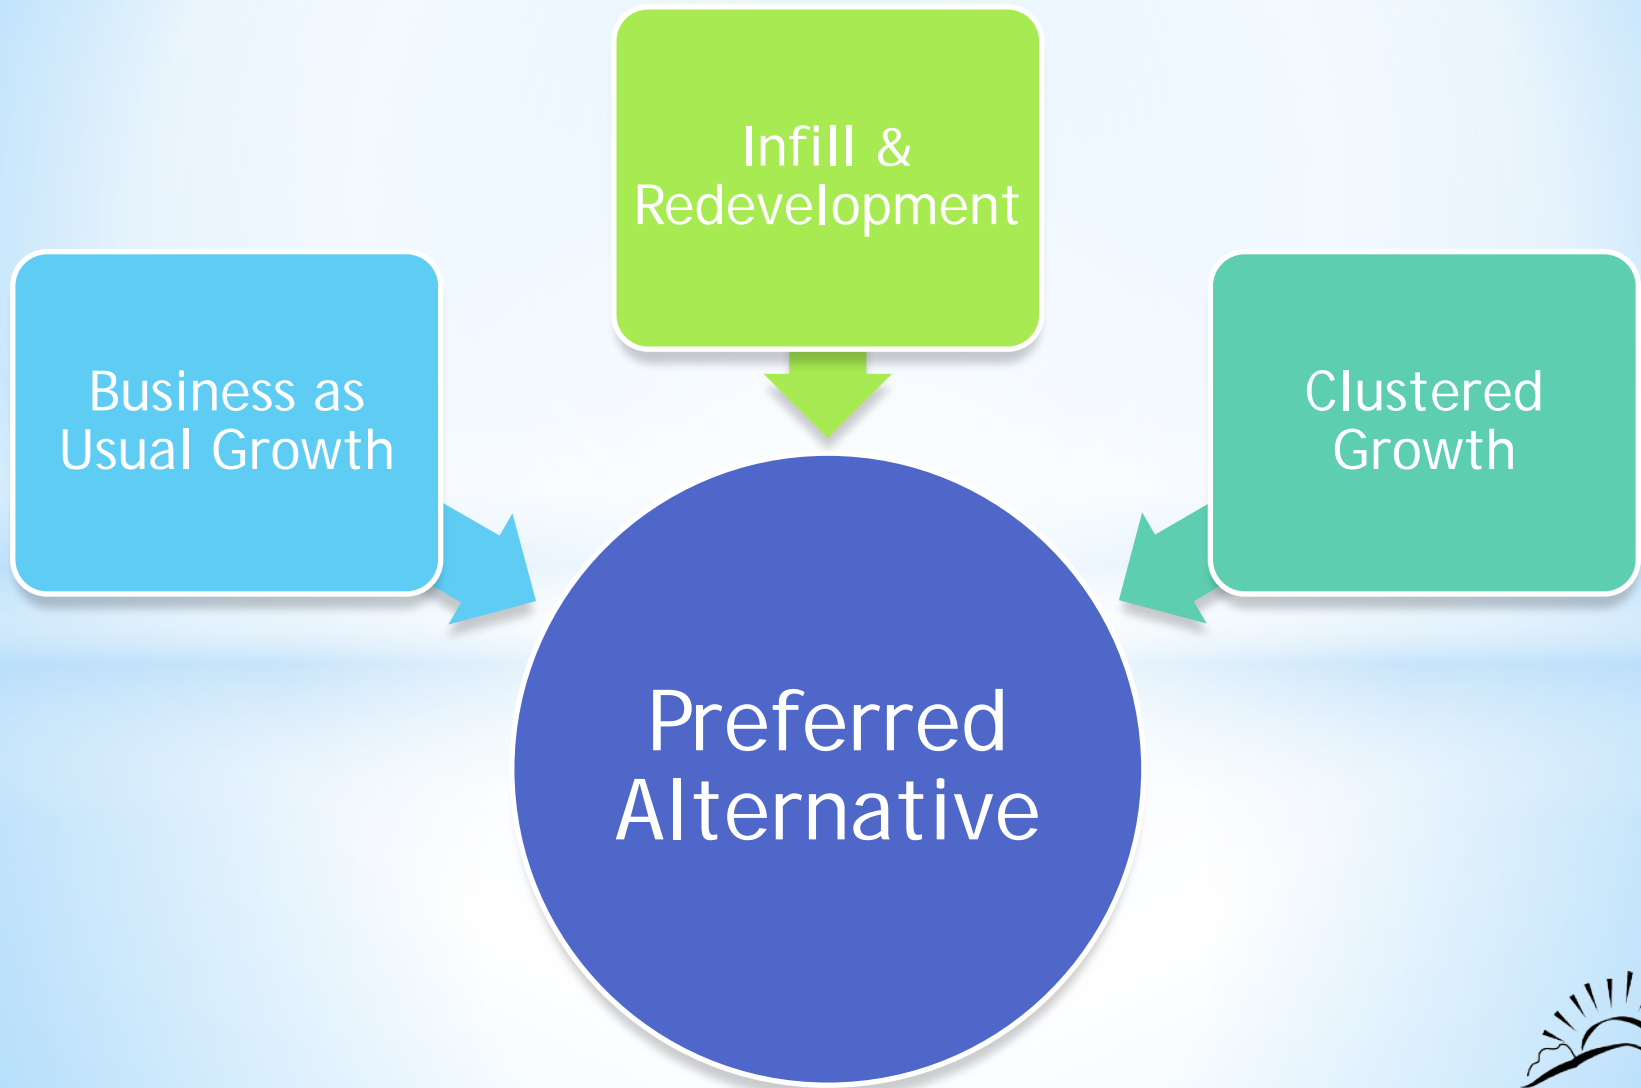 Infill &
Redevelopment
Business as
Usual Growth
Clustered
Growth
Preferred
Alternative